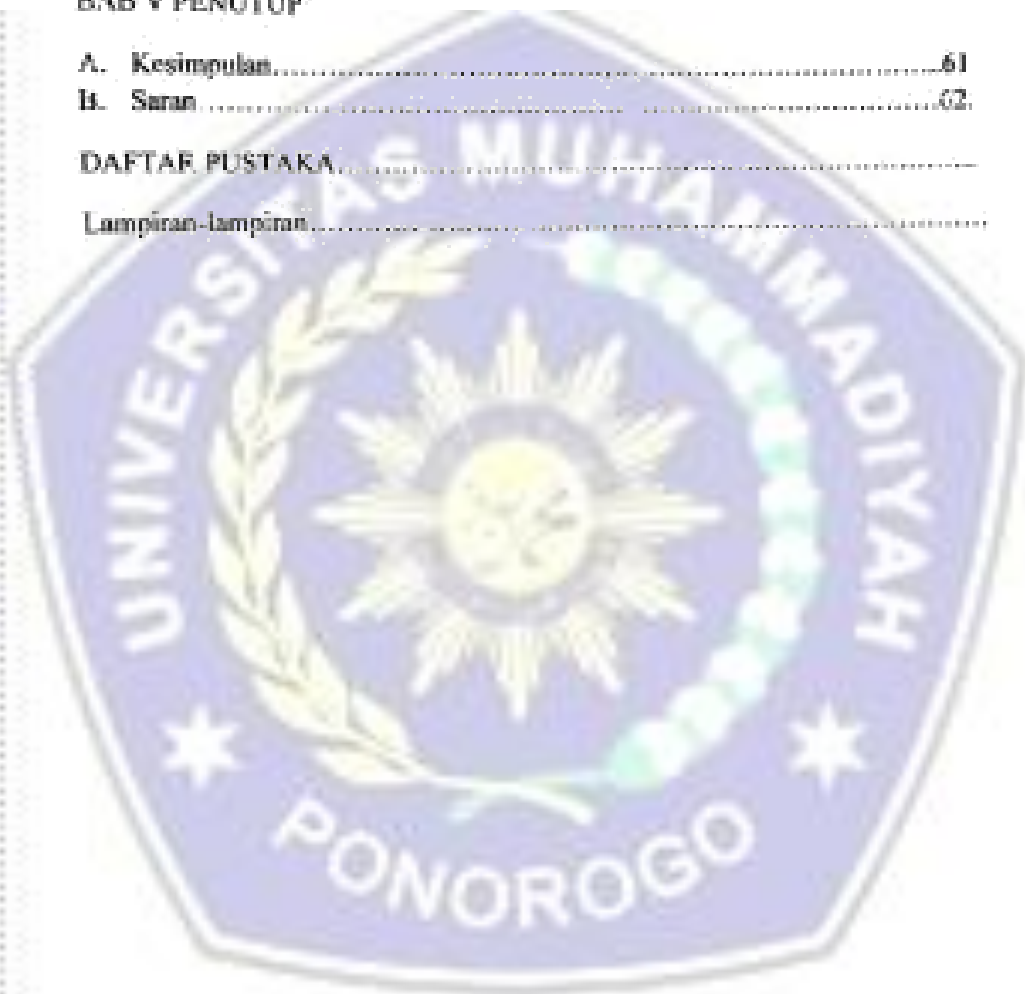 BAB V PENUTUP
A. Kesimpulan.....61
B. Saran.....62
DAFTAR PUSTAKA.....
Lampiran-lampiran.....
UNIVERSITAS MUHAMMADIYAH
PONOROGO